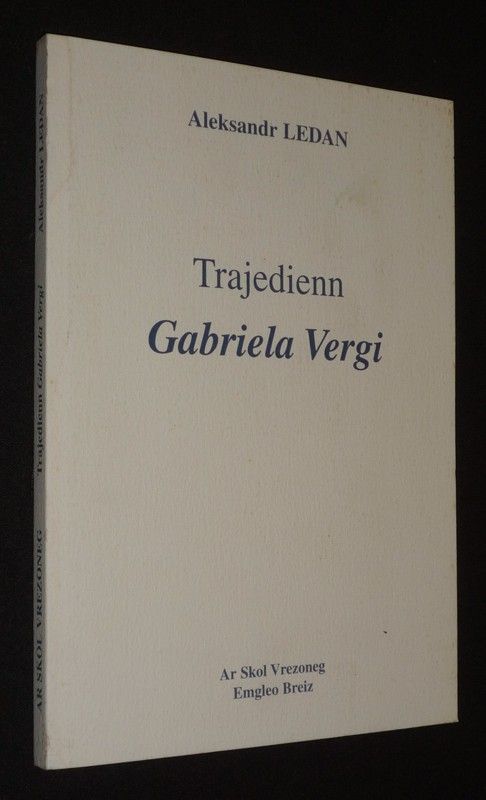 Aleksandr LEDAN
Trajedienn
Gabriela Vergi
Ar Skol Vrezoneg
Emgleo Breiz
AR SKOL VREZONEG Trajedienn Gabriela Vergi Aleksandr LEDAN